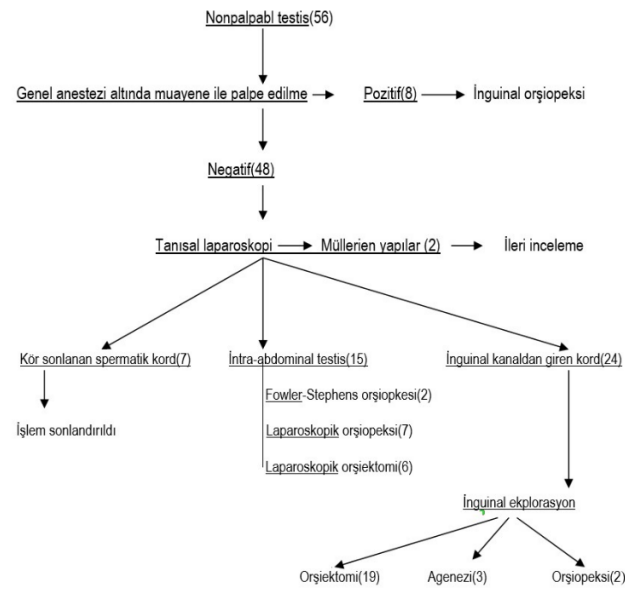 Nonpalpabl testis(56)
Genel anestezi altında muayene ile palpe edilme
Pozitif(8)
İnguinal orşiopeksi
Negatif(48)
Tanısal laparoskopi
Müllerien yapılar (2)
İleri inceleme
Kör sonlanan spermatik kord(7)
İntra-abdominal testis(15)
İnguinal kanaldan giren kord(24)
İşlem sonlandırıldı
Fowler-Stephens orşiopkesi(2)
Laparoskopik orşiopeksi(7)
Laparoskopik orşiektomi(6)
İnguinal ekplorasyon
Orşiektomi(19)
Agenezi(3)
Orşiopeksi(2)